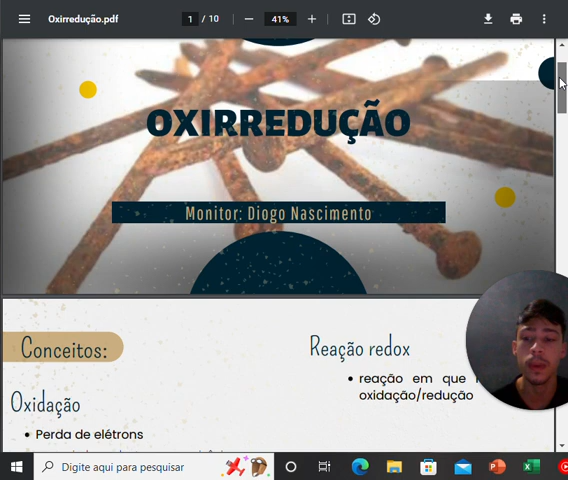 Oxirredução.pdf
1 / 10
41%
OXIRREDUÇÃO
Monitor: Diogo Nascimento
Conceitos:
Reação redox
reação em que
oxidação/redução
Oxidação
Perda de elétrons
Digite aqui para pesquisar